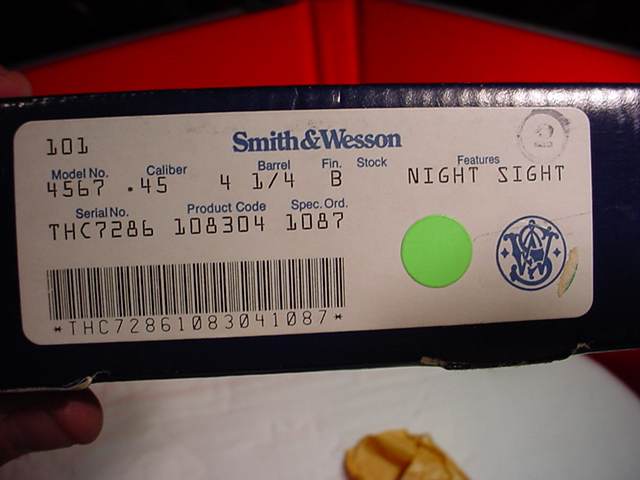 101
Smith & Wesson
Model No. Caliber Barrel Fin. Stock Features
4567 .45 4 1/4 B NIGHT SIGHT
Serial No. Product Code Spec. Ord.
THC7286 108304 1087
*THC72861083041087*
2